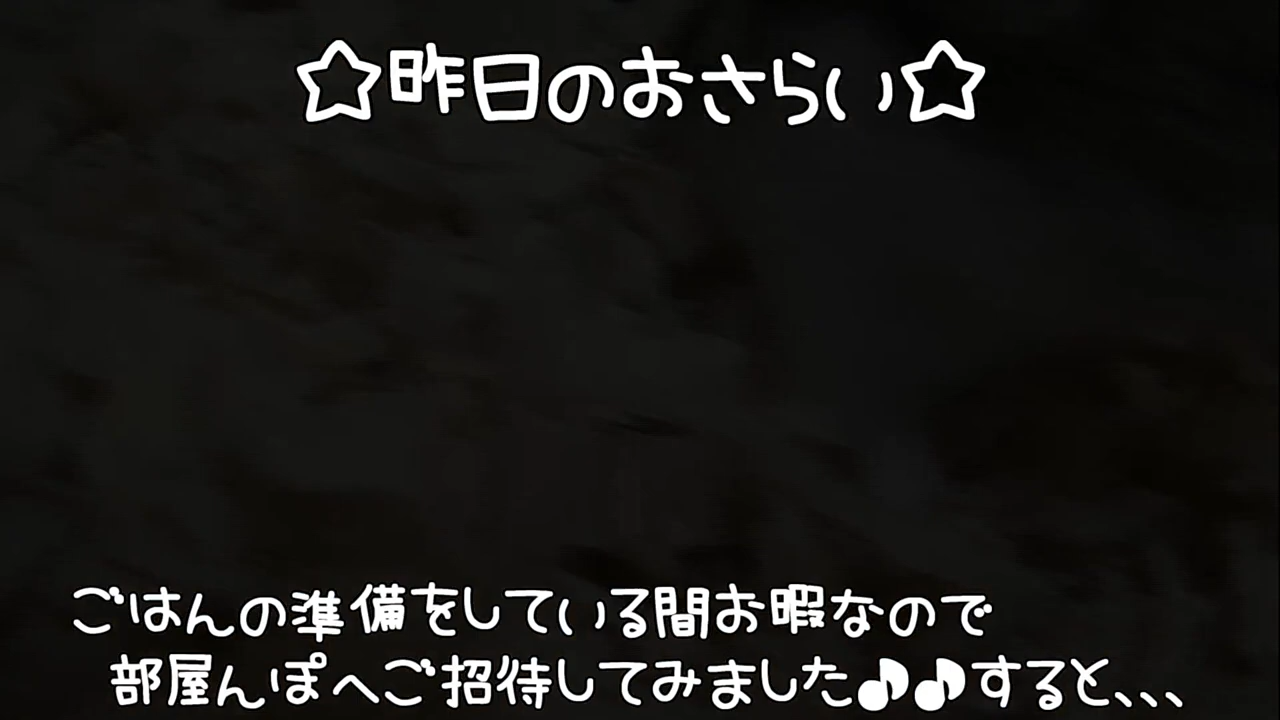 ☆昨日のおさらい☆
ごはんの準備をしている間お暇なので
部屋んぽへご招待してみました♪♪すると、、、